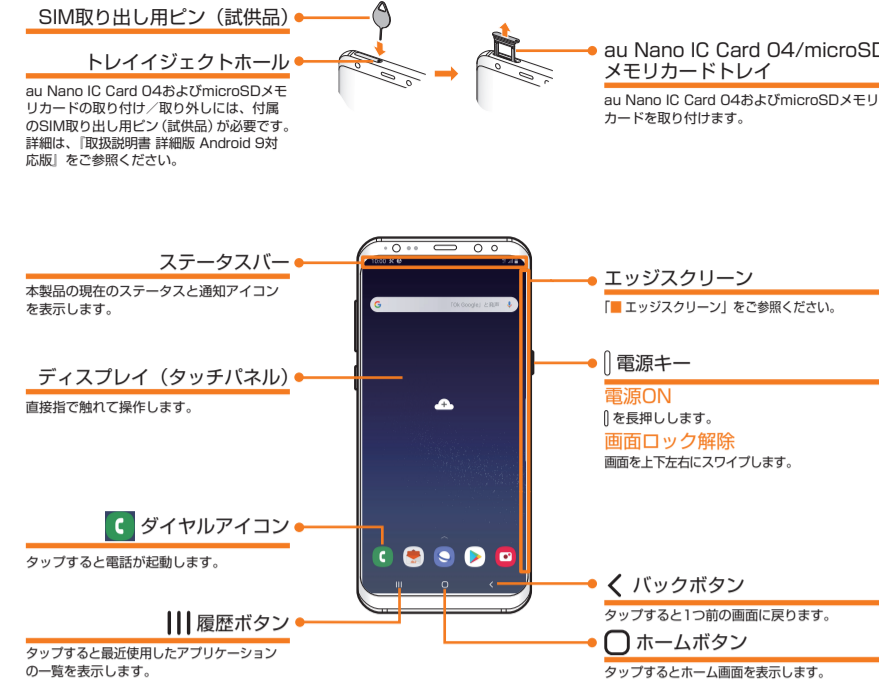 SIM取り出し用ピン（試供品）
トレイイジェクトホール
au Nano IC Card 04およびmicroSDメモ
リカードの取り付け／取り外しには、付属
のSIM取り出し用ピン（試供品）が必要です。
詳細は、『取扱説明書 詳細版 Android 9対
応版』をご参照ください。
au Nano IC Card 04/microSD
メモリカードトレイ
au Nano IC Card 04およびmicroSDメモリ
カードを取り付けます。
ステータスバー
本製品の現在のステータスと通知アイコン
を表示します。
ディスプレイ（タッチパネル）
直接指で触れて操作します。
ダイヤルアイコン
タップすると電話が起動します。
履歴ボタン
タップすると最近使用したアプリケーション
の一覧を表示します。
10:00
G 「Ok Google」と発声
エッジスクリーン
「■ エッジスクリーン」をご参照ください。
電源キー
電源ON
を長押しします。
画面ロック解除
画面を上下左右にスワイプします。
バックボタン
タップすると1つ前の画面に戻ります。
ホームボタン
タップするとホーム画面を表示します。